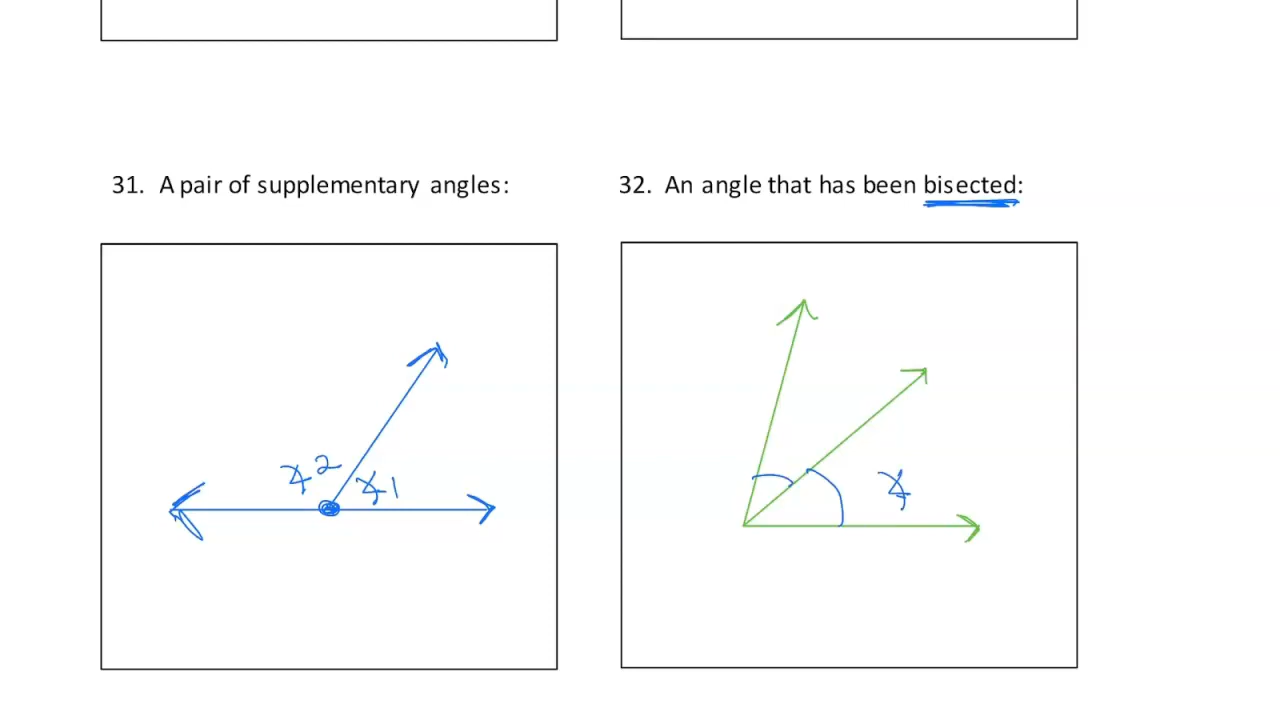 31. A pair of supplementary angles:
32. An angle that has been bisected:
∡2
∡1
∡